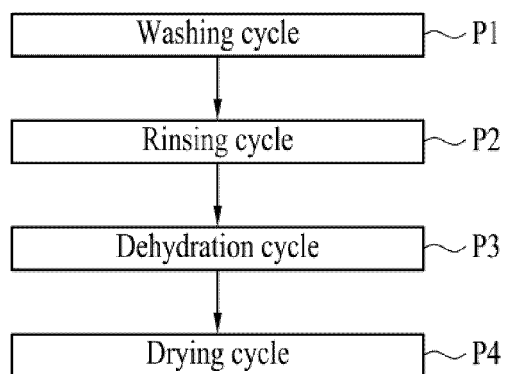 Washing cycle P1
Rinsing cycle P2
Dehydration cycle P3
Drying cycle P4